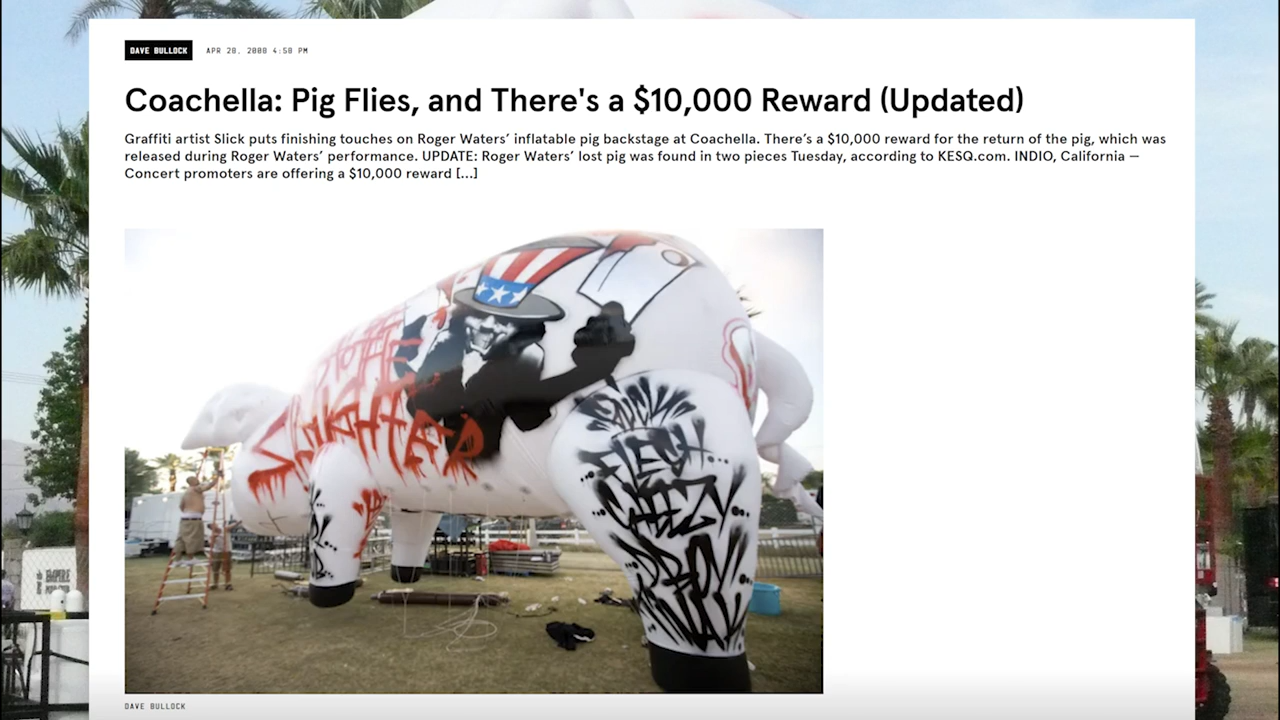 DAVE BULLOCK APR 28, 2008 4:58 PM
Coachella: Pig Flies, and There's a $10,000 Reward (Updated)
Graffiti artist Slick puts finishing touches on Roger Waters’ inflatable pig backstage at Coachella. There’s a $10,000 reward for the return of the pig, which was
released during Roger Waters’ performance. UPDATE: Roger Waters’ lost pig was found in two pieces Tuesday, according to KESQ.com. INDIO, California —
Concert promoters are offering a $10,000 reward [...]
SLAUGHTER
EMPIRE
DAVE BULLOCK